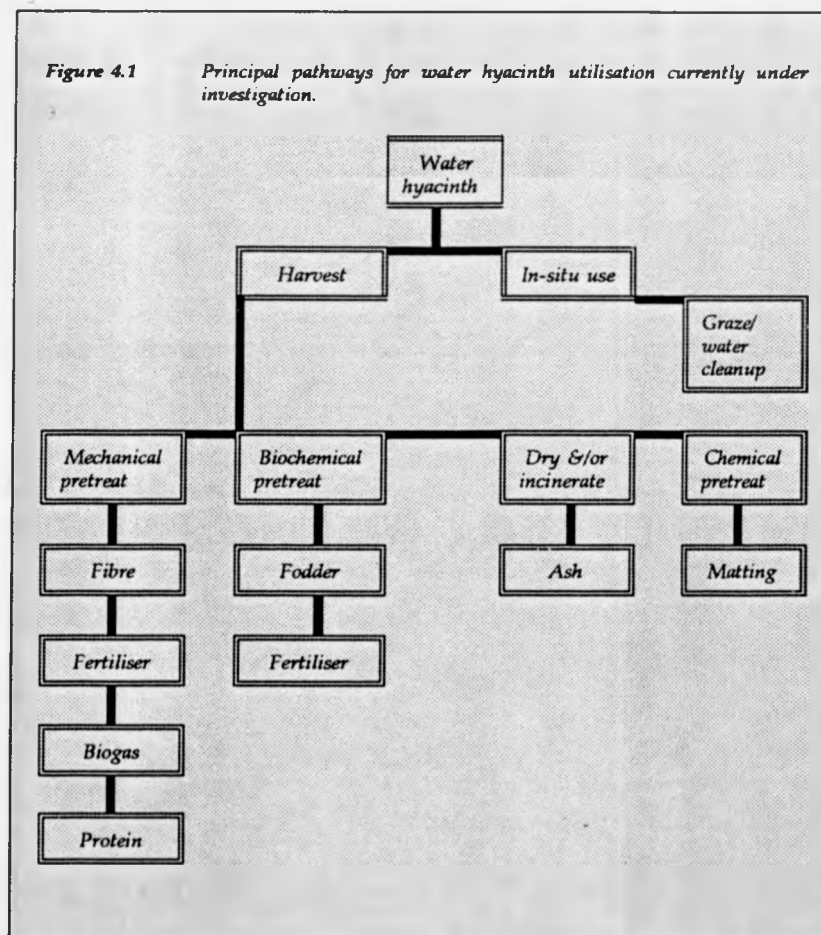 Figure 4.1 Principal pathways for water hyacinth utilisation currently under
investigation.
Water
hyacinth
Harvest
In-situ use
Graze/
water
cleanup
Mechanical
pretreat
Biochemical
pretreat
Dry &/or
incinerate
Chemical
pretreat
Fibre
Fodder
Ash
Matting
Fertiliser
Fertiliser
Biogas
Protein